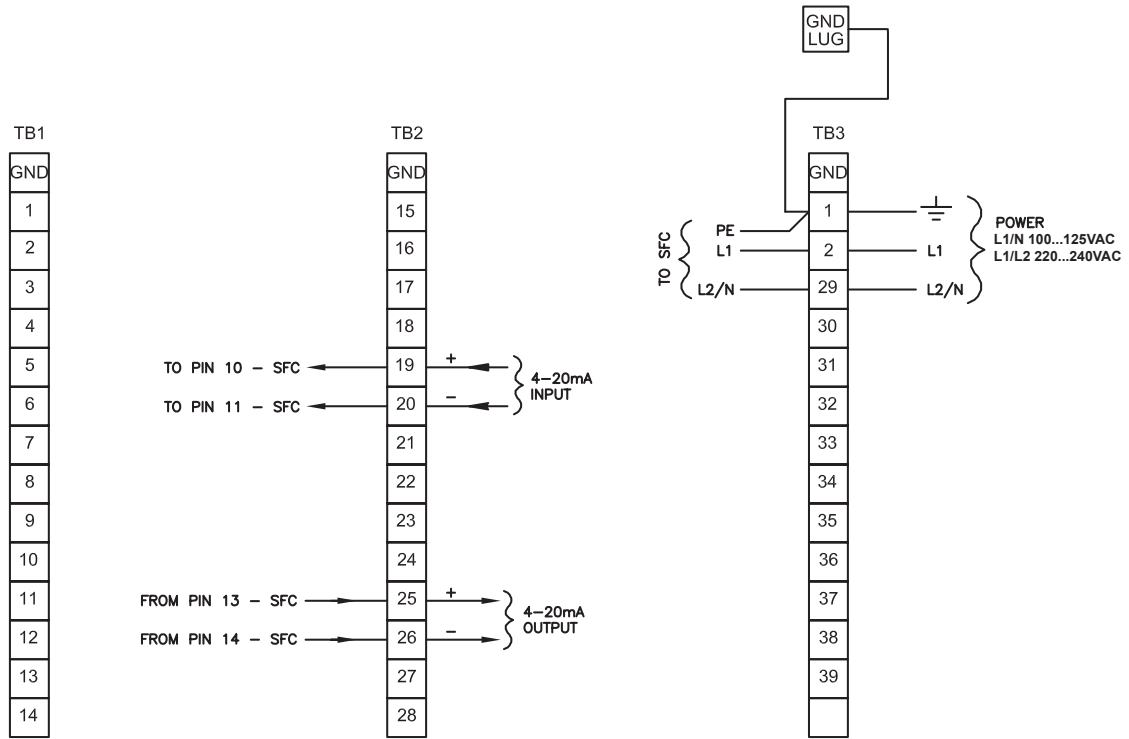 GND
LUG
TB1
GND
1
2
3
4
5
6
7
8
9
10
11
12
13
14
TB2
GND
15
16
17
18
TO PIN 10 – SFC 19 +
4–20mA
INPUT
TO PIN 11 – SFC 20 –
21
22
23
24
FROM PIN 13 – SFC 25 +
4–20mA
OUTPUT
FROM PIN 14 – SFC 26 –
27
28
TB3
GND
TO SFC
PE 1
L1 2 L1
L2/N 29 L2/N
POWER
L1/N 100...125VAC
L1/L2 220...240VAC
30
31
32
33
34
35
36
37
38
39